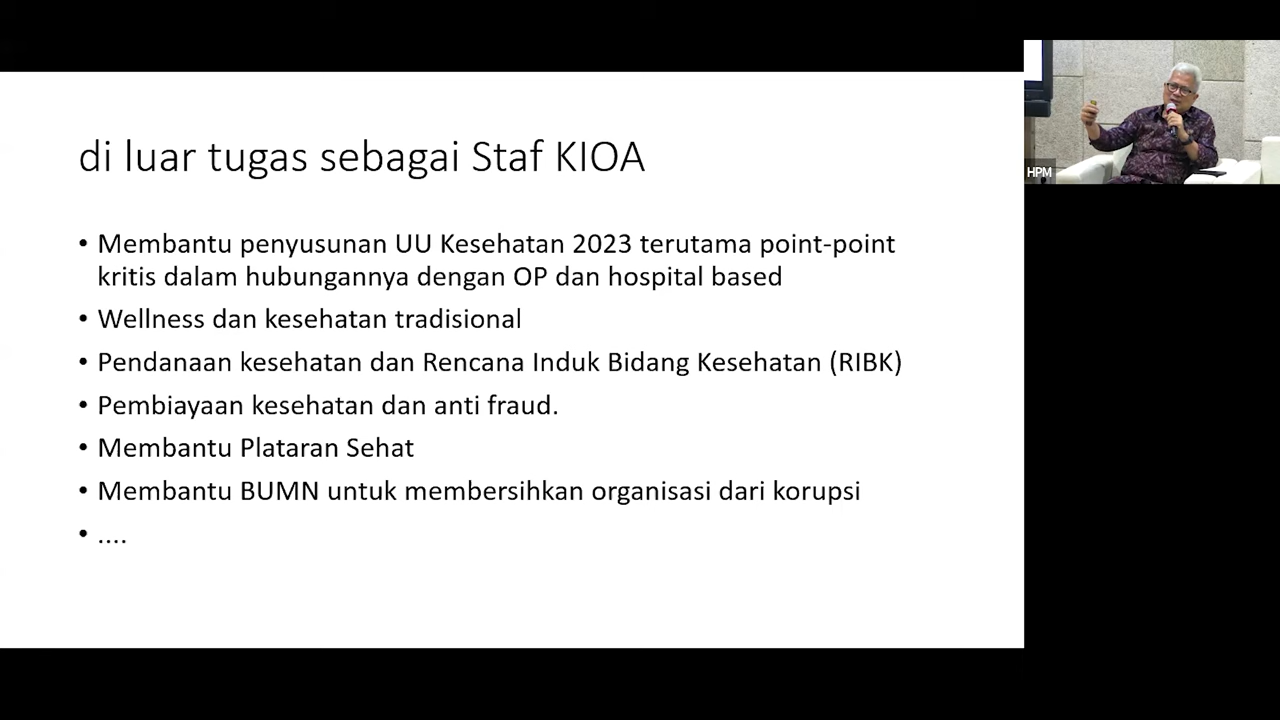 di luar tugas sebagai Staf KIOA
• Membantu penyusunan UU Kesehatan 2023 terutama point-point
kritis dalam hubungannya dengan OP dan hospital based
• Wellness dan kesehatan tradisional
• Pendanaan kesehatan dan Rencana Induk Bidang Kesehatan (RIBK)
• Pembiayaan kesehatan dan anti fraud.
• Membantu Plataran Sehat
• Membantu BUMN untuk membersihkan organisasi dari korupsi
• ....
HPM